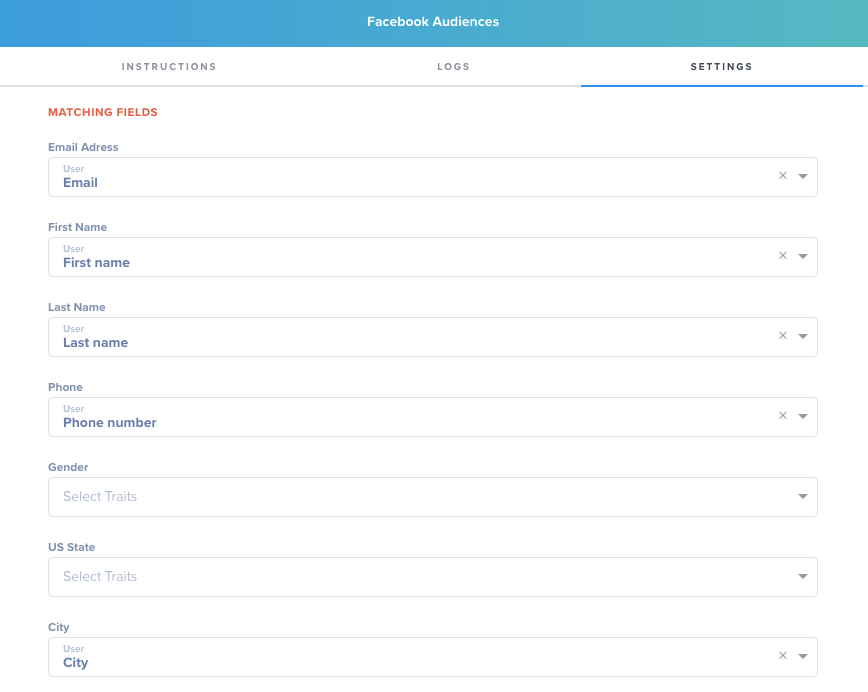 Facebook Audiences
INSTRUCTIONS
LOGS
SETTINGS
MATCHING FIELDS
Email Adress
User
Email
First Name
User
First name
Last Name
User
Last name
Phone
User
Phone number
Gender
Select Traits
US State
Select Traits
City
User
City